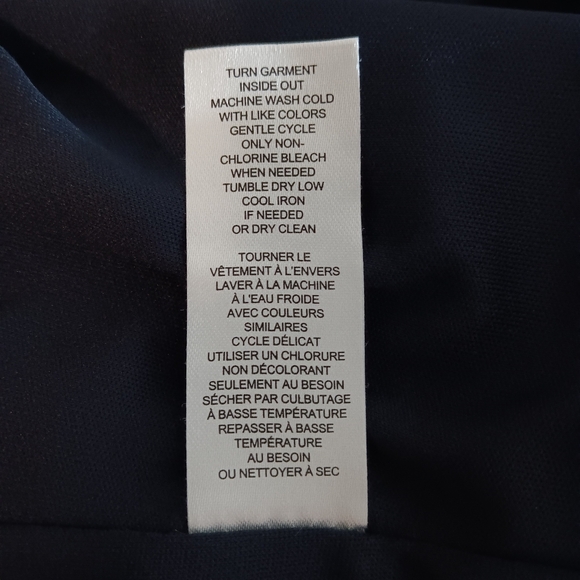 TURN GARMENT
INSIDE OUT
MACHINE WASH COLD
WITH LIKE COLORS
GENTLE CYCLE
ONLY NON-
CHLORINE BLEACH
WHEN NEEDED
TUMBLE DRY LOW
COOL IRON
IF NEEDED
OR DRY CLEAN
TOURNER LE
VÊTEMENT À L'ENVERS
LAVER À LA MACHINE
À L'EAU FROIDE
AVEC COULEURS
SIMILAIRES
CYCLE DÉLICAT
UTILISER UN CHLORURE
NON DÉCOLORANT
SEULEMENT AU BESOIN
SÉCHER PAR CULBUTAGE
À BASSE TEMPÉRATURE
REPASSER À BASSE
TEMPÉRATURE
AU BESOIN
OU NETTOYER À SEC